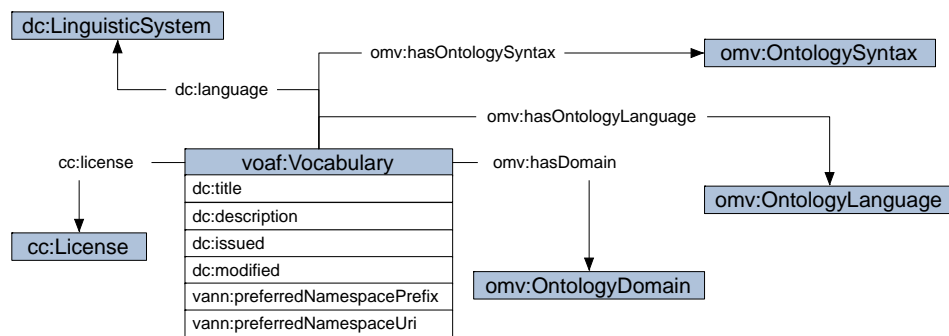 dc:LinguisticSystem
omv:hasOntologySyntax
omv:OntologySyntax
dc:language
omv:hasOntologyLanguage
cc:license
voaf:Vocabulary
omv:hasDomain
dc:title
omv:OntologyLanguage
dc:description
cc:License
dc:issued
dc:modified
omv:OntologyDomain
vann:preferredNamespacePrefix
vann:preferredNamespaceUri